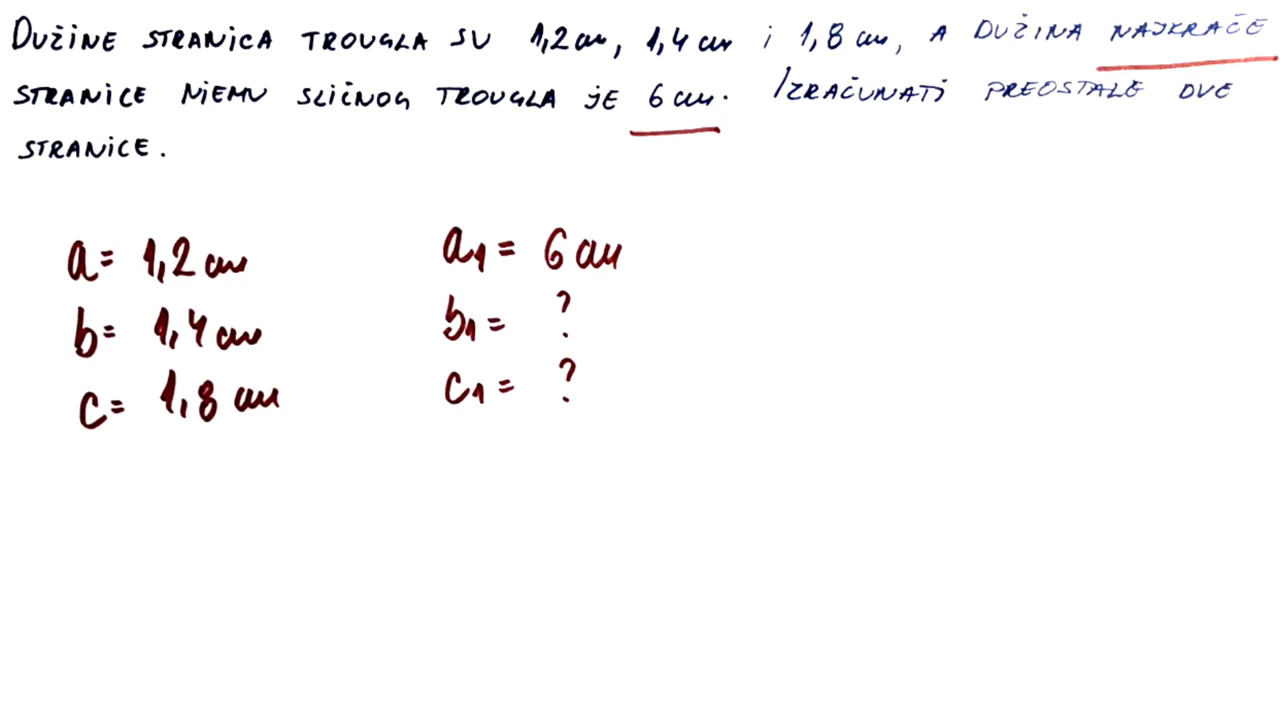 DUŽINE STRANICA TROUGLA SU 1,2 cm, 1,4 cm i 1,8 cm, A DUŽINA NAJKRAĆE
STRANICE NJEMU SLIČNOG TROUGLA JE 6 cm. IZRAČUNATI PREOSTALE DVE
STRANICE.
a = 1,2 cm a₁ = 6 cm
b = 1,4 cm b₁ = ?
c = 1,8 cm c₁ = ?